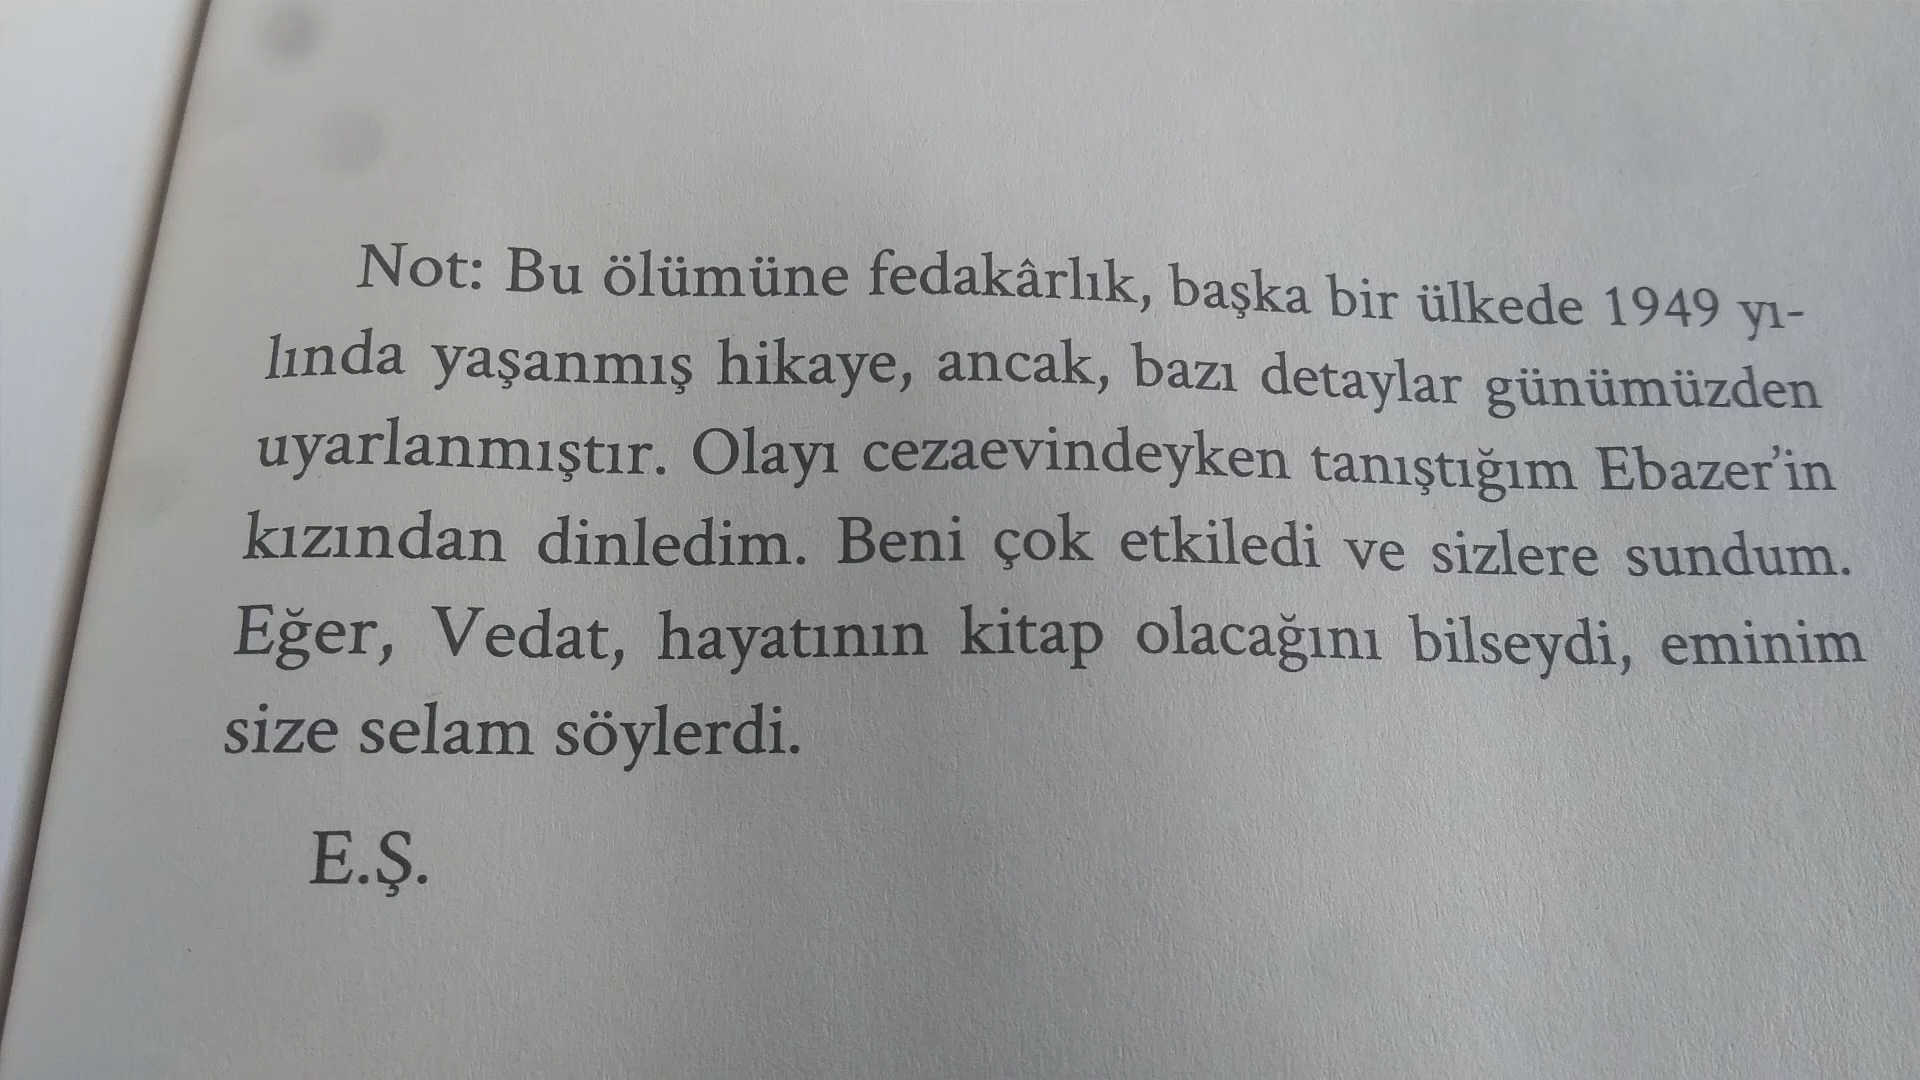 Not: Bu ölümüne fedakârlık, başka bir ülkede 1949 yı-
lında yaşanmış hikaye, ancak, bazı detaylar günümüzden
uyarlanmıştır. Olayı cezaevindeyken tanıştığım Ebazer'in
kızından dinledim. Beni çok etkiledi ve sizlere sundum.
Eğer, Vedat, hayatının kitap olacağını bilseydi, eminim
size selam söylerdi.
E.Ş.